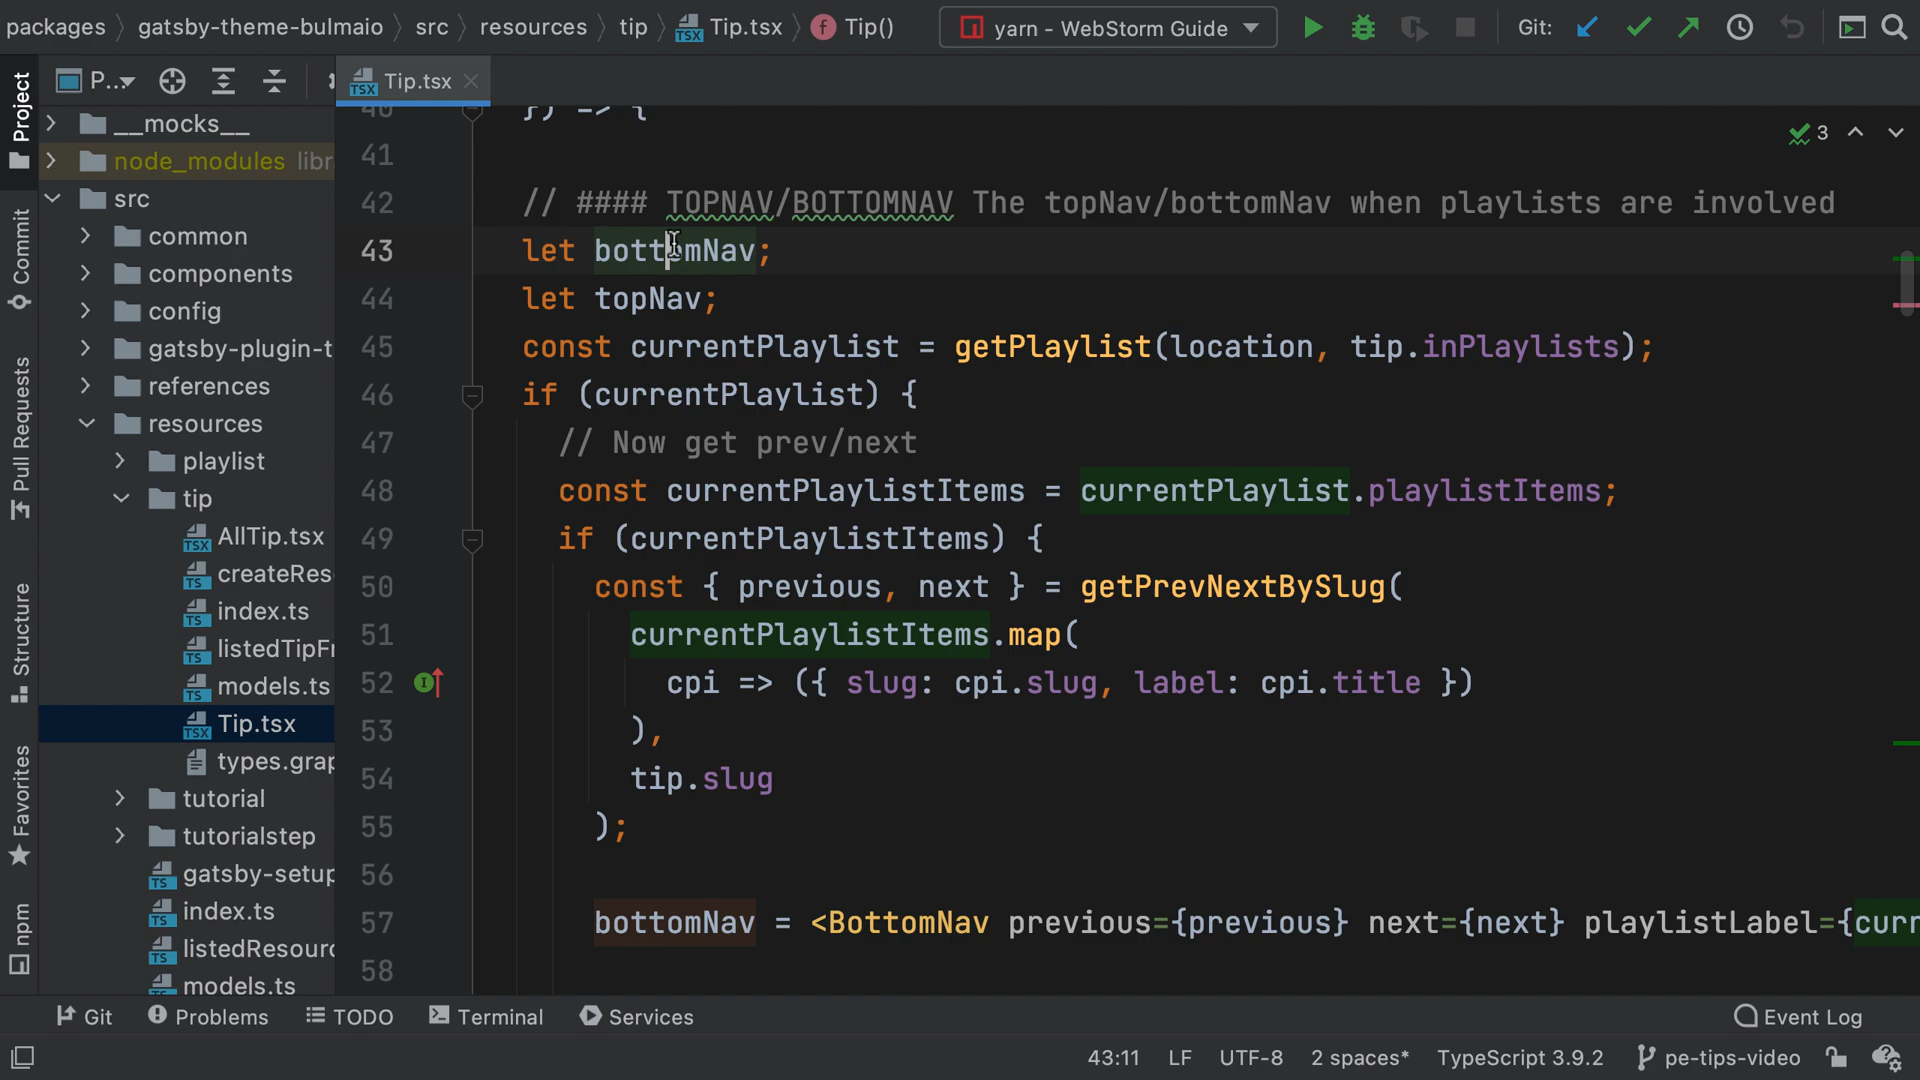 packages
gatsby-theme-bulmaio
src
resources
tip
Tip.tsx
Tip()
yarn - WebStorm Guide
Git:
P...
Tip.tsx
Project
Commit
Pull Requests
Structure
Favorites
npm
__mocks__
node_modules libr
src
common
components
config
gatsby-plugin-t
references
resources
playlist
tip
AllTip.tsx
createRes
index.ts
listedTipFr
models.ts
Tip.tsx
types.grap
tutorial
tutorialstep
gatsby-setup
index.ts
listedResourc
models.ts
3
40 }) => {
41
42 // #### TOPNAV/BOTTOMNAV The topNav/bottomNav when playlists are involved
43 let bottomNav;
44 let topNav;
45 const currentPlaylist = getPlaylist(location, tip.inPlaylists);
46 if (currentPlaylist) {
47 // Now get prev/next
48 const currentPlaylistItems = currentPlaylist.playlistItems;
49 if (currentPlaylistItems) {
50 const { previous, next } = getPrevNextBySlug(
51 currentPlaylistItems.map(
52 cpi => ({ slug: cpi.slug, label: cpi.title })
53 ),
54 tip.slug
55 );
56
57 bottomNav = <BottomNav previous={previous} next={next} playlistLabel={curr
58
Git
Problems
TODO
Terminal
Services
Event Log
43:11
LF
UTF-8
2 spaces*
TypeScript 3.9.2
pe-tips-video